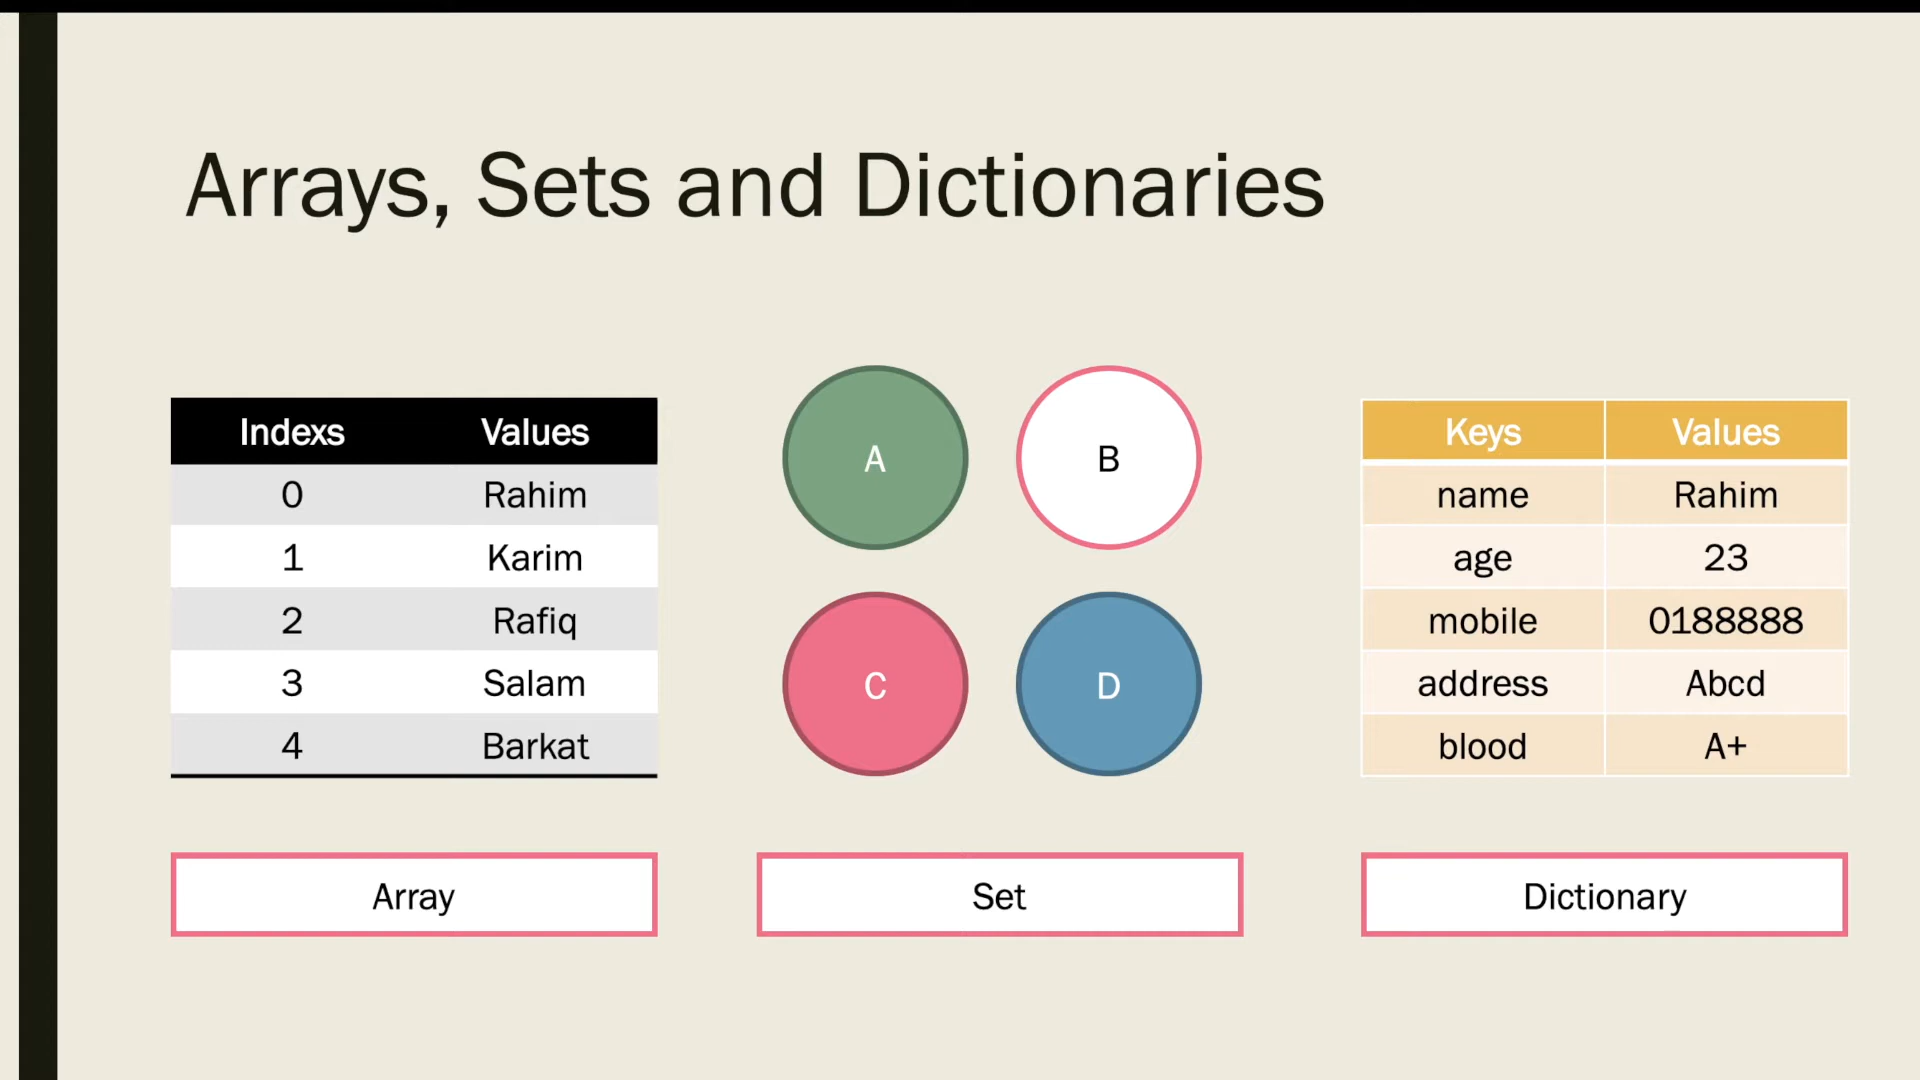 Arrays, Sets and Dictionaries
Indexs Values
0 Rahim
1 Karim
2 Rafiq
3 Salam
4 Barkat
Array
A B
C D
Set
Keys Values
name Rahim
age 23
mobile 0188888
address Abcd
blood A+
Dictionary